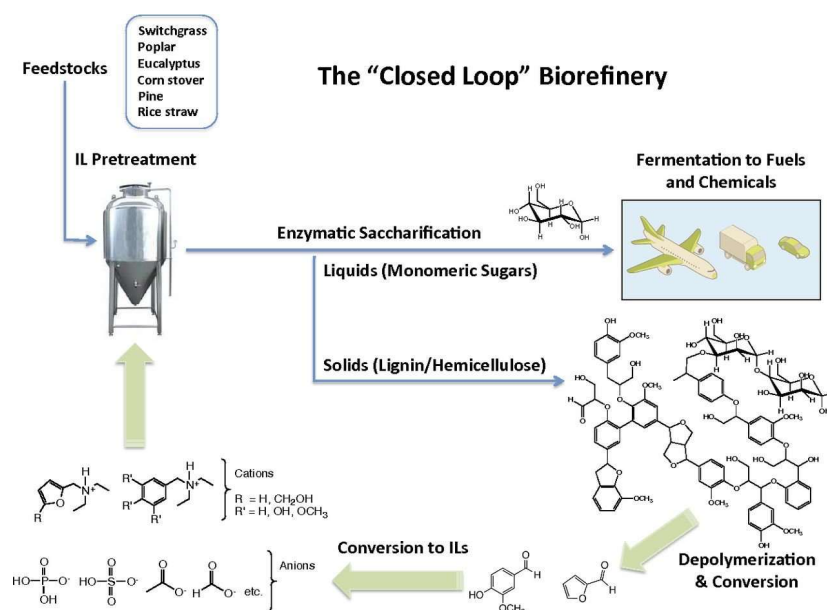 Switchgrass
Poplar
Eucalyptus
Corn stover
Pine
Rice straw
Feedstocks
The “Closed Loop” Biorefinery
IL Pretreatment
Fermentation to Fuels
and Chemicals
Enzymatic Saccharification
Liquids (Monomeric Sugars)
Solids (Lignin/Hemicellulose)
Cations
R = H, CH₂OH
R' = H, OH, OCH₃
Anions
etc.
Conversion to ILs
Depolymerization
& Conversion